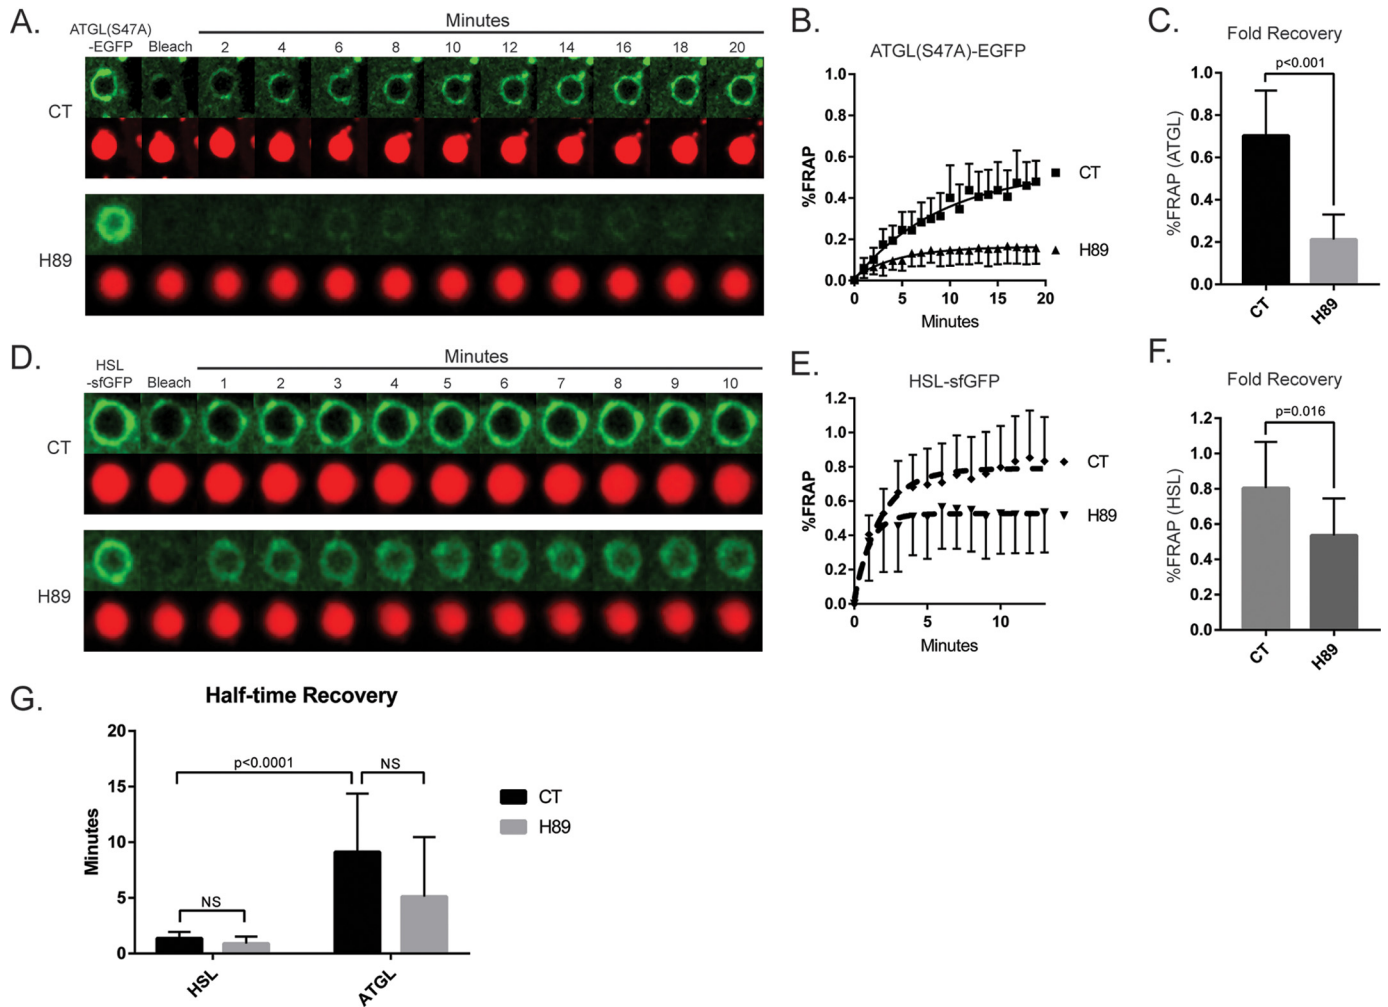 A.
ATGL(S47A)
-EGFP
Bleach
Minutes
2 4 6 8 10 12 14 16 18 20
CT
H89
B.
ATGL(S47A)-EGFP
%FRAP
1.0
0.8
0.6
0.4
0.2
0.0
0 5 10 15 20
Minutes
CT
H89
C.
Fold Recovery
p<0.001
%FRAP (ATGL)
1.0
0.8
0.6
0.4
0.2
0.0
CT
H89
D.
HSL
-sfGFP
Bleach
Minutes
1 2 3 4 5 6 7 8 9 10
CT
H89
E.
HSL-sfGFP
%FRAP
1.2
1.0
0.8
0.6
0.4
0.2
0.0
0 5 10
Minutes
CT
H89
F.
Fold Recovery
p=0.016
%FRAP (HSL)
1.2
1.0
0.8
0.6
0.4
0.2
0.0
CT
H89
G.
Half-time Recovery
Minutes
20
15
10
5
0
p<0.0001
NS
NS
HSL
ATGL
CT
H89